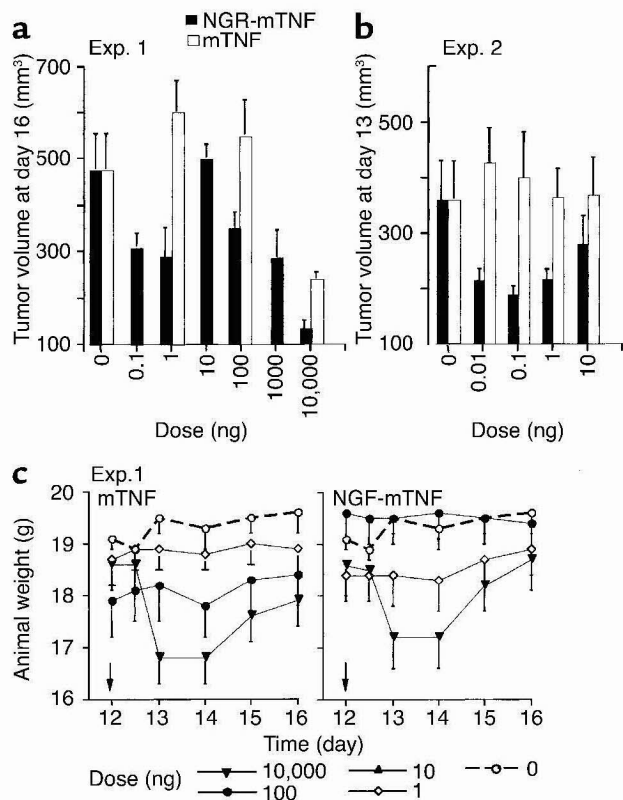 a
Exp. 1
NGR-mTNF
mTNF
Tumor volume at day 16 (mm³)
700
500
300
100
0
0.1
1
10
100
1000
10,000
Dose (ng)
b
Exp. 2
Tumor volume at day 13 (mm³)
500
300
100
0
0.01
0.1
1
10
Dose (ng)
c
Exp.1
mTNF
NGF-mTNF
Animal weight (g)
20
19
18
17
16
12 13 14 15 16
12 13 14 15 16
Time (day)
Dose (ng)
10,000
10
0
100
1